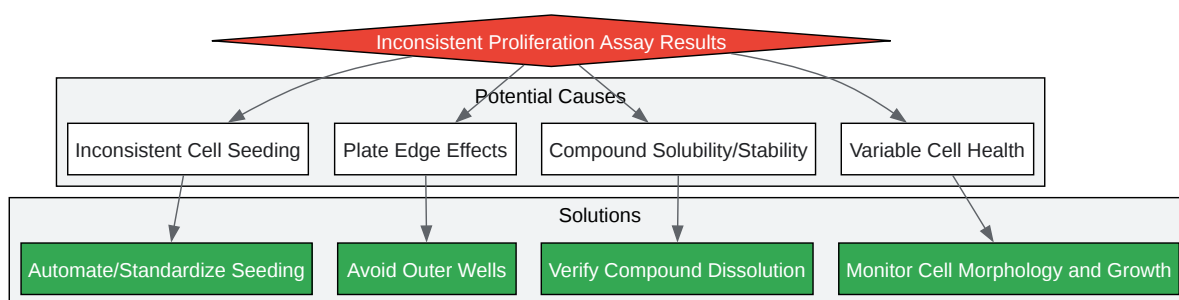 Inconsistent Proliferation Assay Results
Potential Causes
Inconsistent Cell Seeding
Plate Edge Effects
Compound Solubility/Stability
Variable Cell Health
Solutions
Automate/Standardize Seeding
Avoid Outer Wells
Verify Compound Dissolution
Monitor Cell Morphology and Growth